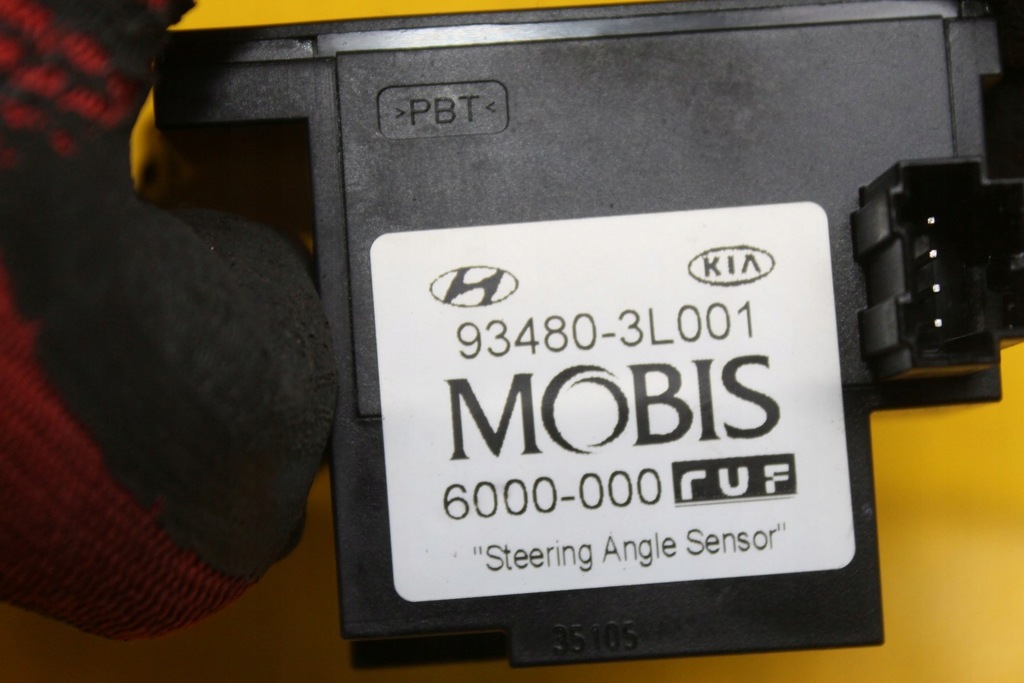 >PBT<
KIA
93480-3L001
MOBIS
6000-000 ruf
"Steering Angle Sensor"
35105